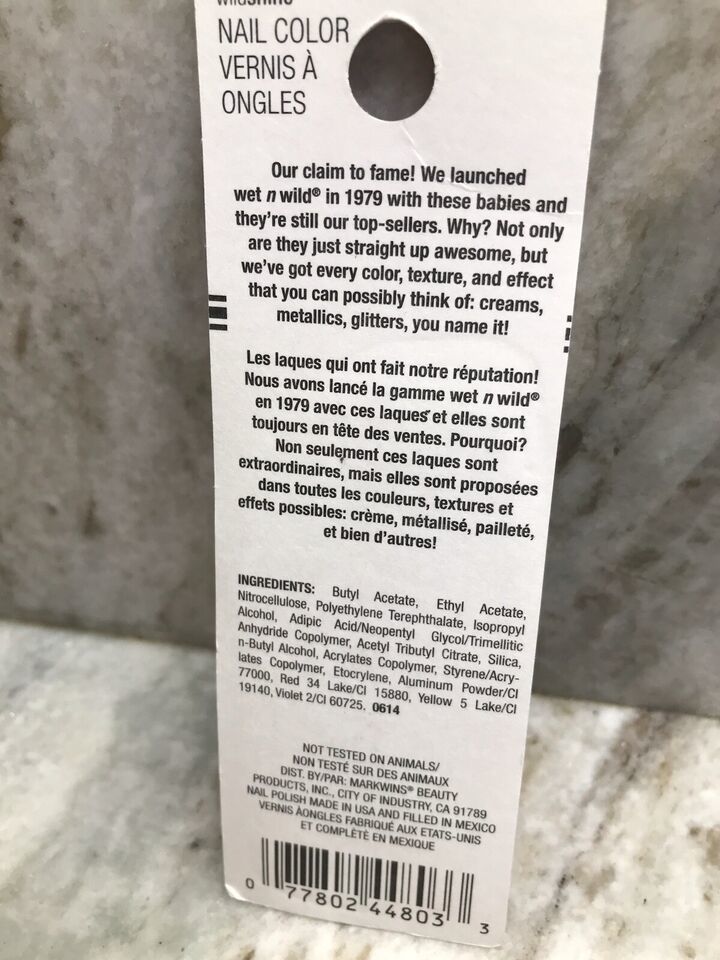 wildshine
NAIL COLOR
VERNIS À
ONGLES
Our claim to fame! We launched
wet n wild® in 1979 with these babies and
they're still our top-sellers. Why? Not only
are they just straight up awesome, but
we've got every color, texture, and effect
that you can possibly think of: creams,
metallics, glitters, you name it!
Les laques qui ont fait notre réputation!
Nous avons lancé la gamme wet n wild®
en 1979 avec ces laques et elles sont
toujours en tête des ventes. Pourquoi?
Non seulement ces laques sont
extraordinaires, mais elles sont proposées
dans toutes les couleurs, textures et
effets possibles: crème, métallisé, pailleté,
et bien d'autres!
INGREDIENTS: Butyl Acetate, Ethyl Acetate,
Nitrocellulose, Polyethylene Terephthalate, Isopropyl
Alcohol, Adipic Acid/Neopentyl Glycol/Trimellitic
Anhydride Copolymer, Acetyl Tributyl Citrate, Silica,
n-Butyl Alcohol, Acrylates Copolymer, Styrene/Acry-
lates Copolymer, Etocrylene, Aluminum Powder/CI
77000, Red 34 Lake/CI 15880, Yellow 5 Lake/CI
19140, Violet 2/CI 60725. 0614
NOT TESTED ON ANIMALS/
NON TESTÉ SUR DES ANIMAUX
DIST. BY/PAR: MARKWINS® BEAUTY
PRODUCTS, INC., CITY OF INDUSTRY, CA 91789
NAIL POLISH MADE IN USA AND FILLED IN MEXICO
VERNIS ÀONGLES FABRIQUÉ AUX ETATS-UNIS
ET COMPLÈTÉ EN MEXIQUE
0 77802 44803 3